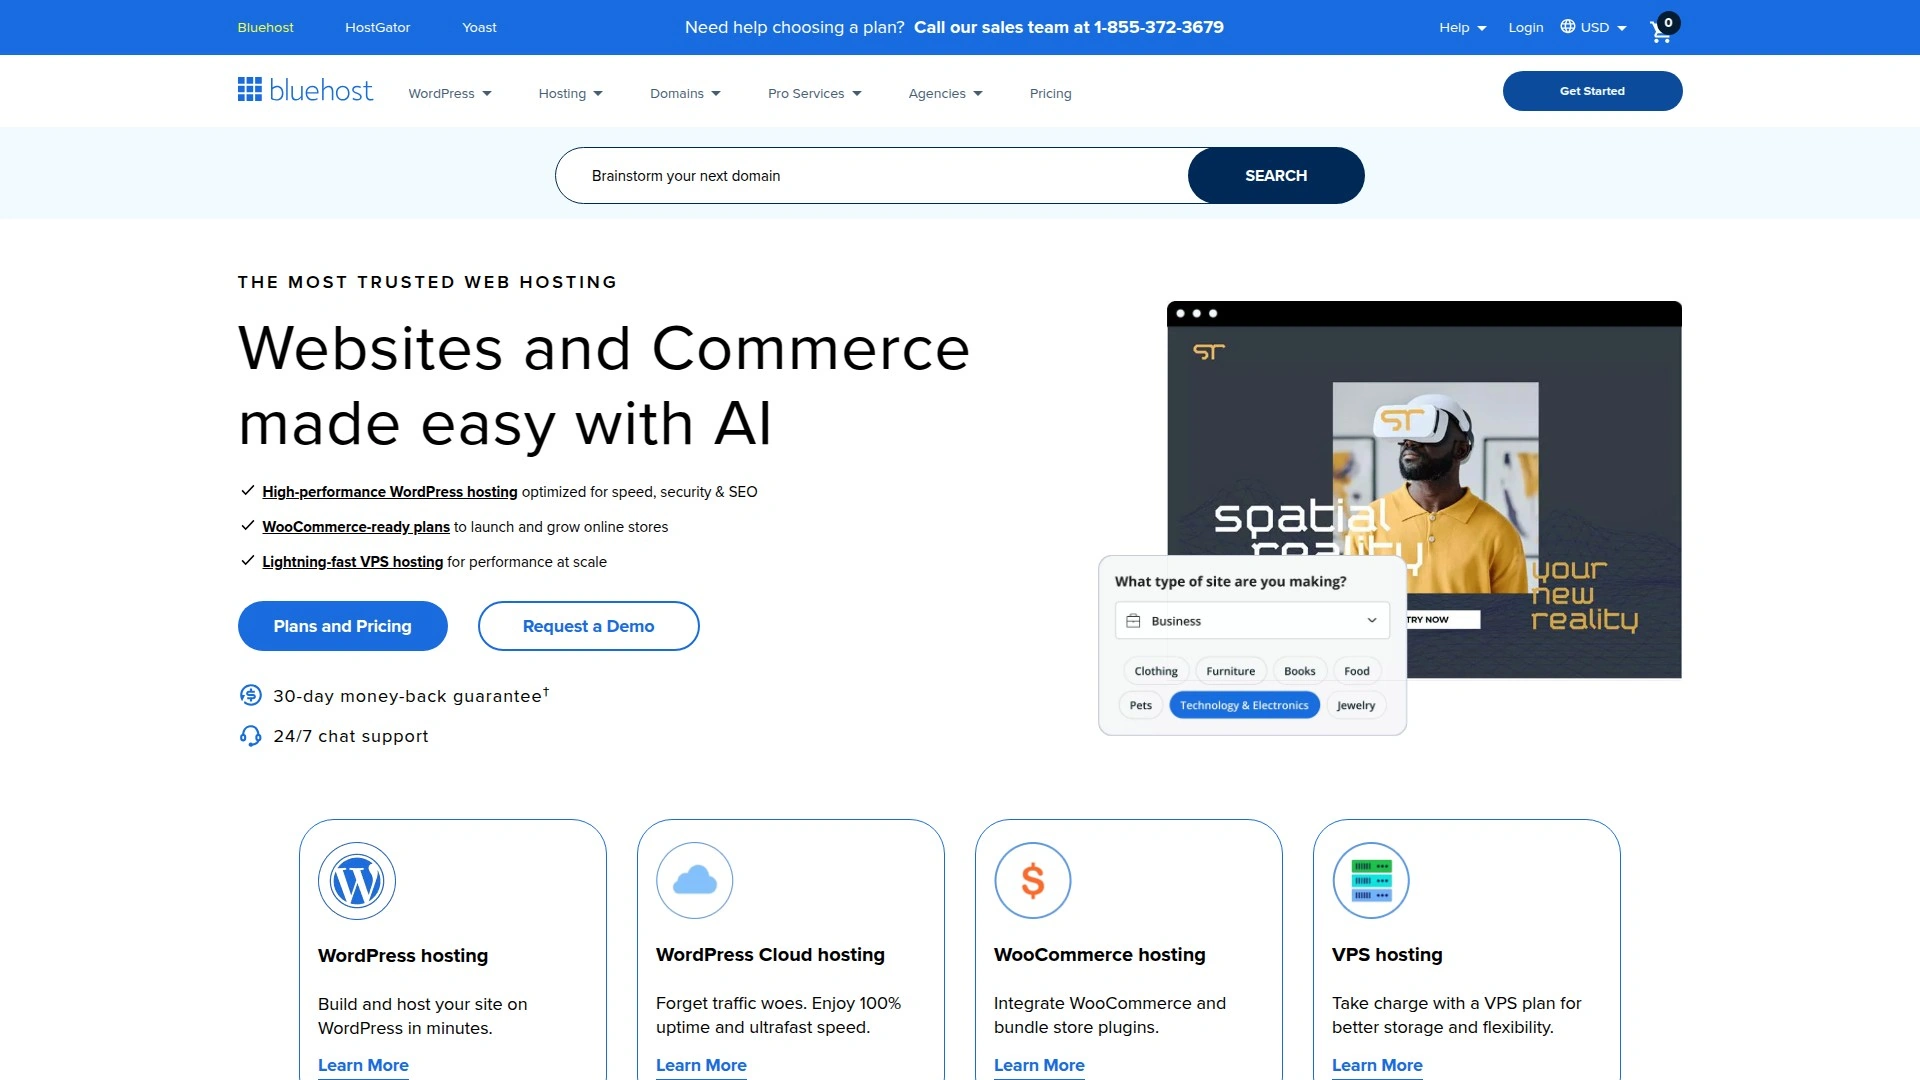 Bluehost HostGator Yoast Need help choosing a plan? Call our sales team at 1-855-372-3679 Help Login USD 0
bluehost WordPress Hosting Domains Pro Services Agencies Pricing Get Started
Brainstorm your next domain SEARCH
THE MOST TRUSTED WEB HOSTING
Websites and Commerce
made easy with AI
High-performance WordPress hosting optimized for speed, security & SEO
WooCommerce-ready plans to launch and grow online stores
Lightning-fast VPS hosting for performance at scale
Plans and Pricing Request a Demo
30-day money-back guarantee†
24/7 chat support
ST
ST
spatial
reality
your
new
reality
TRY NOW
What type of site are you making?
Business
Clothing Furniture Books Food
Pets Technology & Electronics Jewelry
WordPress hosting
Build and host your site on
WordPress in minutes.
Learn More
WordPress Cloud hosting
Forget traffic woes. Enjoy 100%
uptime and ultrafast speed.
Learn More
WooCommerce hosting
Integrate WooCommerce and
bundle store plugins.
Learn More
VPS hosting
Take charge with a VPS plan for
better storage and flexibility.
Learn More